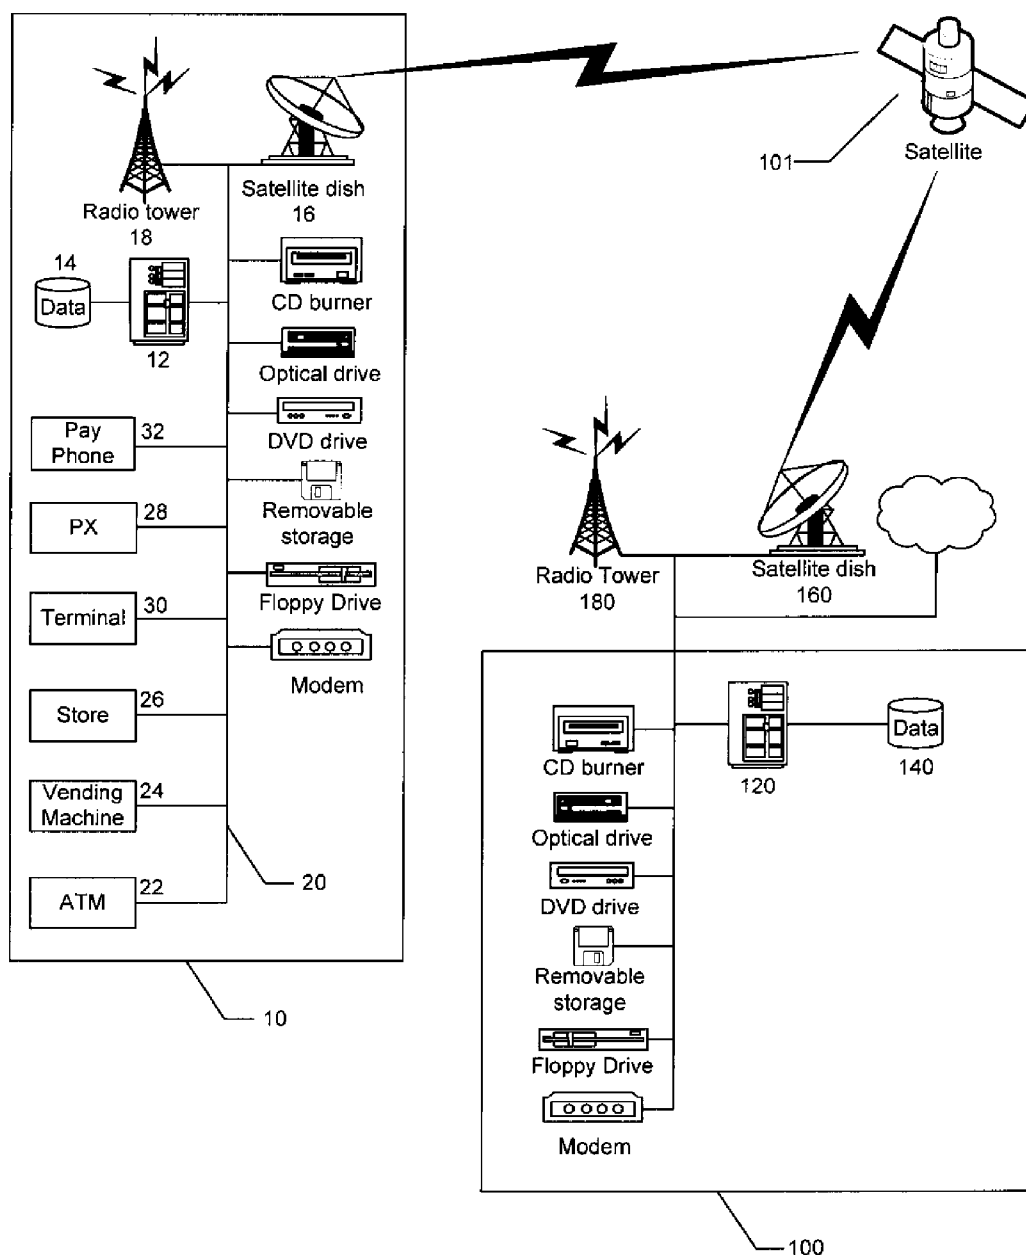 Radio tower
18
Satellite dish
16
101
Satellite
14
Data
12
CD burner
Optical drive
DVD drive
Removable
storage
Floppy Drive
Modem
Pay
Phone
32
PX
28
Terminal
30
Store
26
Vending
Machine
24
ATM
22
20
10
Radio Tower
180
Satellite dish
160
CD burner
120
Data
140
Optical drive
DVD drive
Removable
storage
Floppy Drive
Modem
100